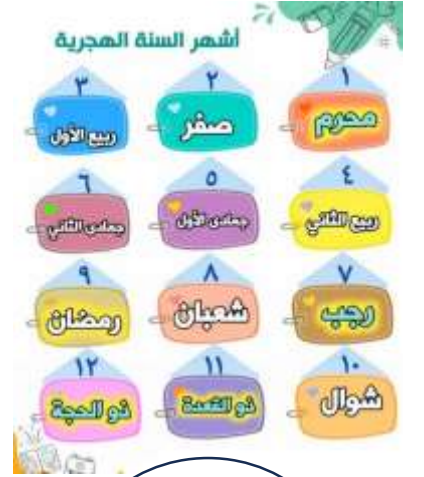 أشهر السنة الهجرية
١ ٢ ٣
محرم صفر ربيع الأول
٤ ٥ ٦
ربيع الثاني جمادى الأول جمادى الثاني
٧ ٨ ٩
رجب شعبان رمضان
١٠ ١١ ١٢
شوال ذو القعدة ذو الحجة